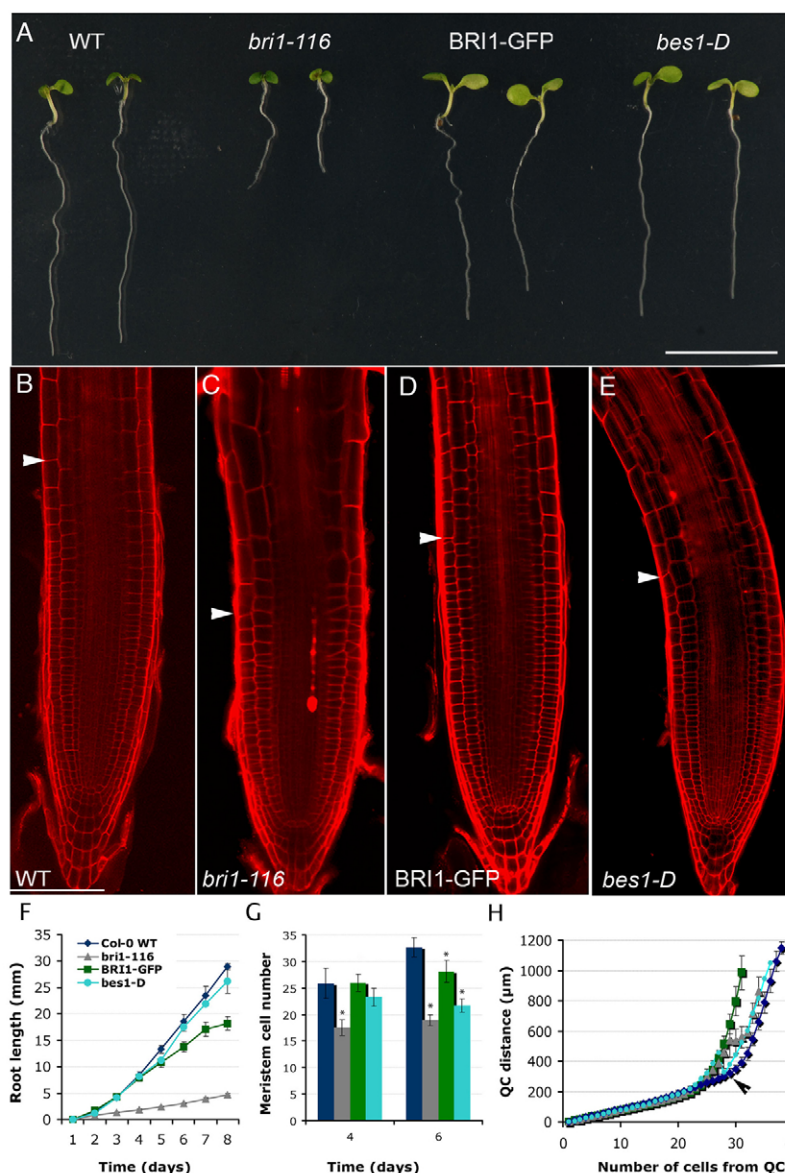 A
WT bri1-116 BRI1-GFP bes1-D
B C D E
WT bri1-116 BRI1-GFP bes1-D
F G H
Root length (mm)
35
30
25
20
15
10
5
0
Col-0 WT
bri1-116
BRI1-GFP
bes1-D
1 2 3 4 5 6 7 8
Time (days)
Meristem cell number
35
30
25
20
15
10
5
0
* * * *
4 6
Time (days)
QC distance (µm)
1200
1000
800
600
400
200
0
0 10 20 30
Number of cells from QC